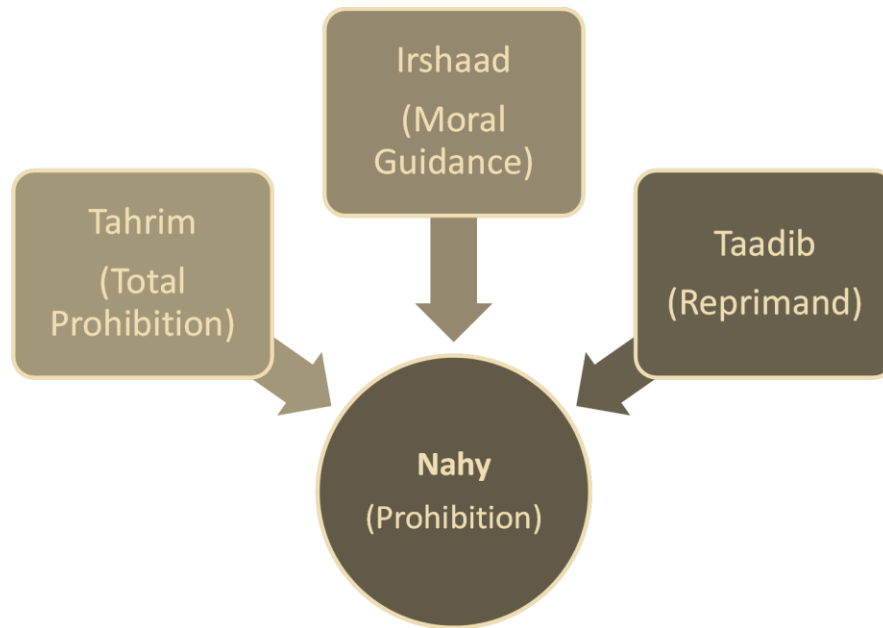 Irshaad
(Moral
Guidance)
Tahrim
(Total
Prohibition)
Taadib
(Reprimand)
Nahy
(Prohibition)